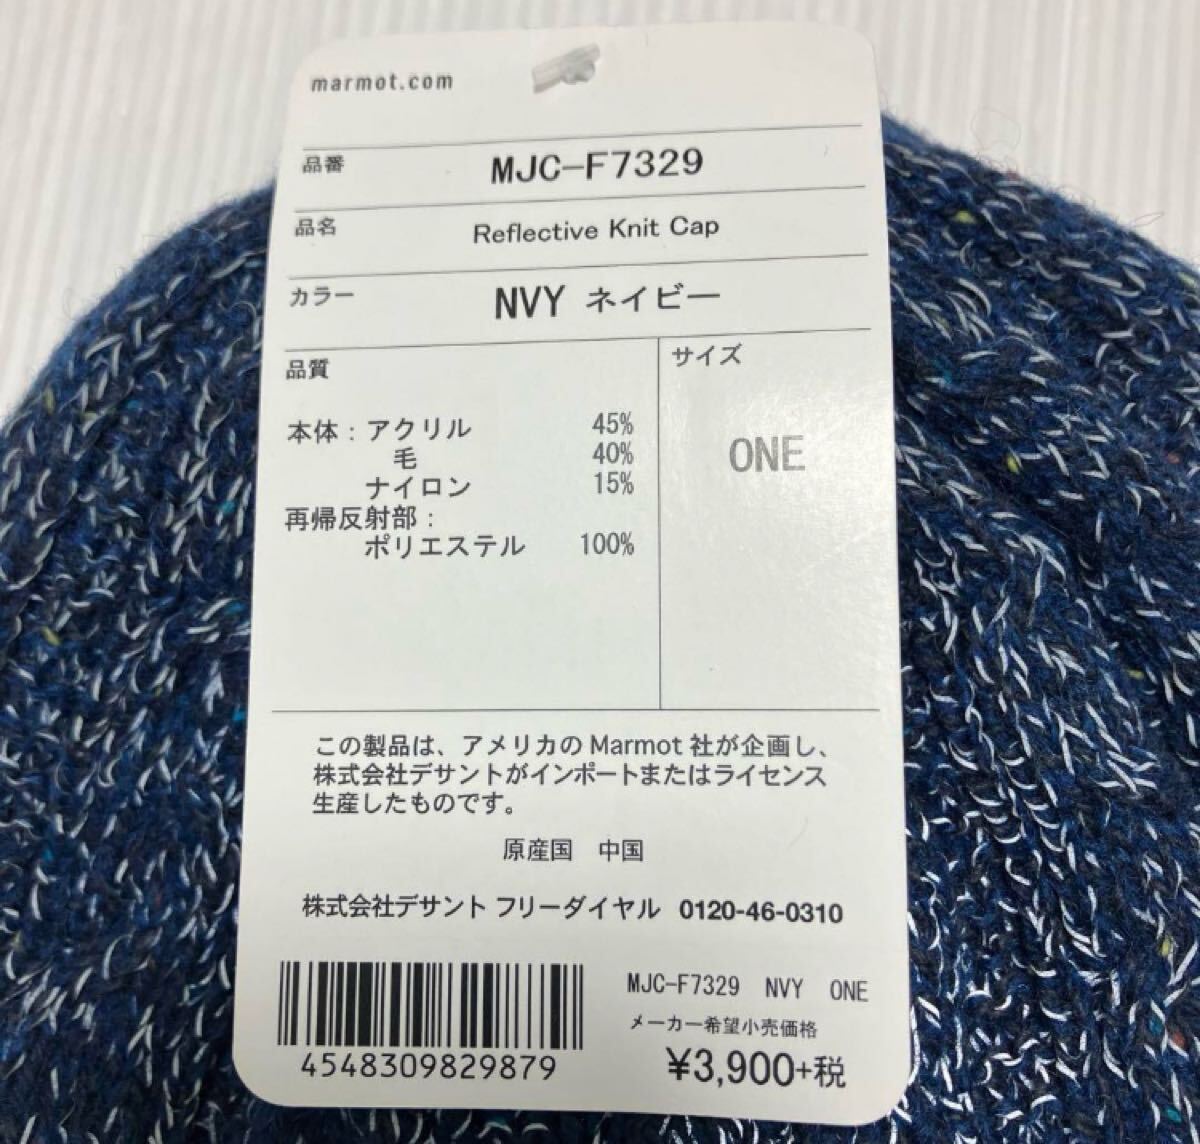 marmot.com
品番 MJC-F7329
品名 Reflective Knit Cap
カラー NVY ネイビー
品質
サイズ
本体：アクリル 45%
毛 40%
ナイロン 15%
再帰反射部：
ポリエステル 100%
ONE
この製品は、アメリカのMarmot社が企画し、
株式会社デサントがインポートまたはライセンス
生産したものです。
原産国 中国
株式会社デサント フリーダイヤル 0120-46-0310
4548309829879
MJC-F7329 NVY ONE
メーカー希望小売価格
¥3,900+税